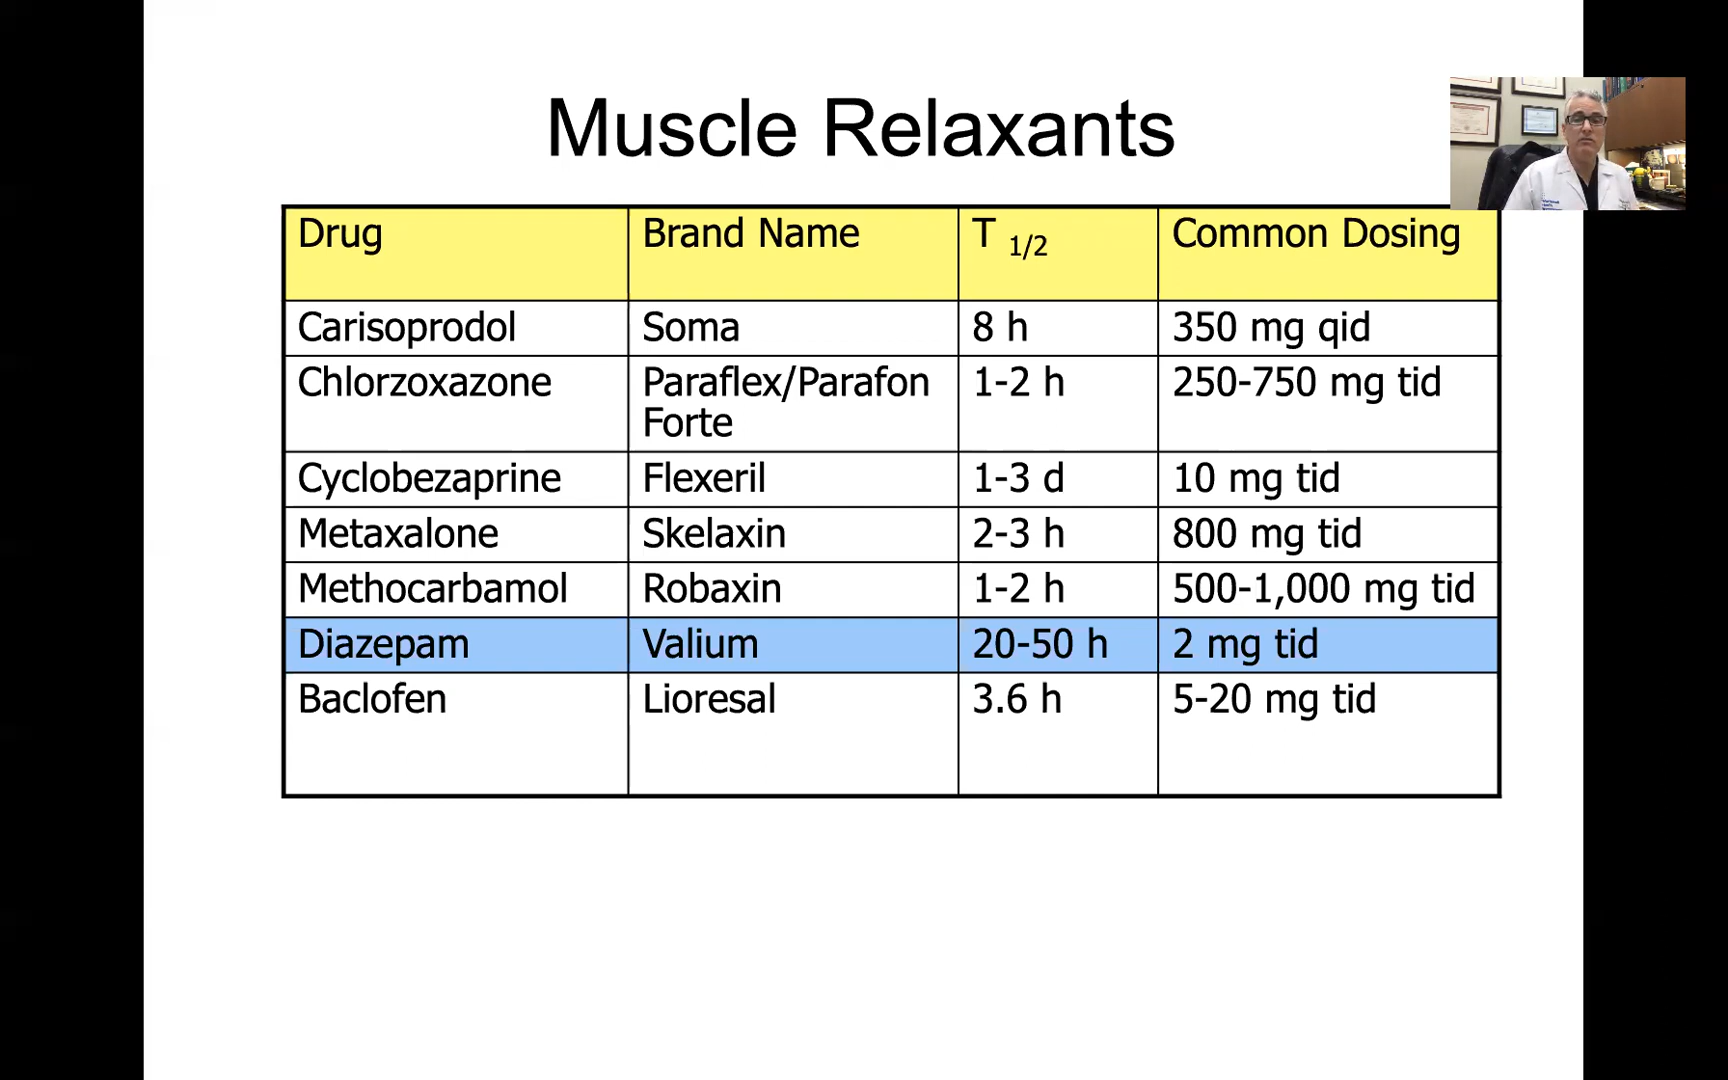 Muscle Relaxants
Drug Brand Name T 1/2 Common Dosing
Carisoprodol Soma 8 h 350 mg qid
Chlorzoxazone Paraflex/Parafon 1-2 h 250-750 mg tid
Forte
Cyclobezaprine Flexeril 1-3 d 10 mg tid
Metaxalone Skelaxin 2-3 h 800 mg tid
Methocarbamol Robaxin 1-2 h 500-1,000 mg tid
Diazepam Valium 20-50 h 2 mg tid
Baclofen Lioresal 3.6 h 5-20 mg tid